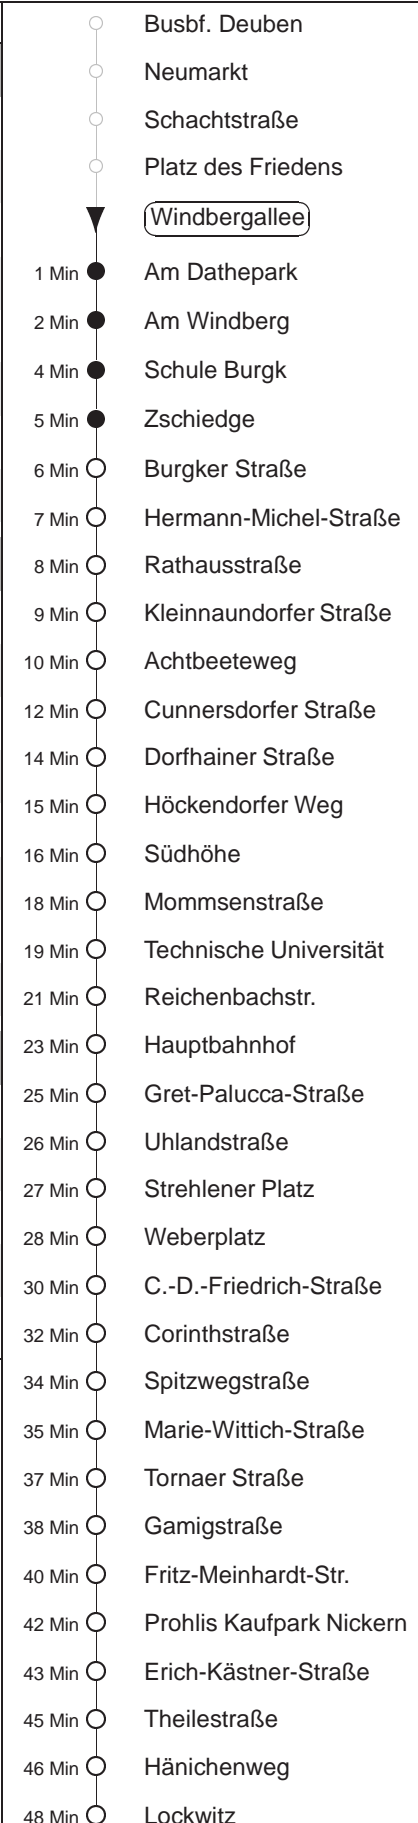 Busbf. Deuben
Neumarkt
Schachtstraße
Platz des Friedens
Windbergallee
1 Min Am Dathepark
2 Min Am Windberg
4 Min Schule Burgk
5 Min Zschiedge
6 Min Burgker Straße
7 Min Hermann-Michel-Straße
8 Min Rathausstraße
9 Min Kleinnaundorfer Straße
10 Min Achtbeeteweg
12 Min Cunnersdorfer Straße
14 Min Dorfhainer Straße
15 Min Höckendorfer Weg
16 Min Südhöhe
18 Min Mommsenstraße
19 Min Technische Universität
21 Min Reichenbachstr.
23 Min Hauptbahnhof
25 Min Gret-Palucca-Straße
26 Min Uhlandstraße
27 Min Strehlener Platz
28 Min Weberplatz
30 Min C.-D.-Friedrich-Straße
32 Min Corinthstraße
34 Min Spitzwegstraße
35 Min Marie-Wittich-Straße
37 Min Tornaer Straße
38 Min Gamigstraße
40 Min Fritz-Meinhardt-Str.
42 Min Prohlis Kaufpark Nickern
43 Min Erich-Kästner-Straße
45 Min Theilestraße
46 Min Hänichenweg
48 Min Lockwitz